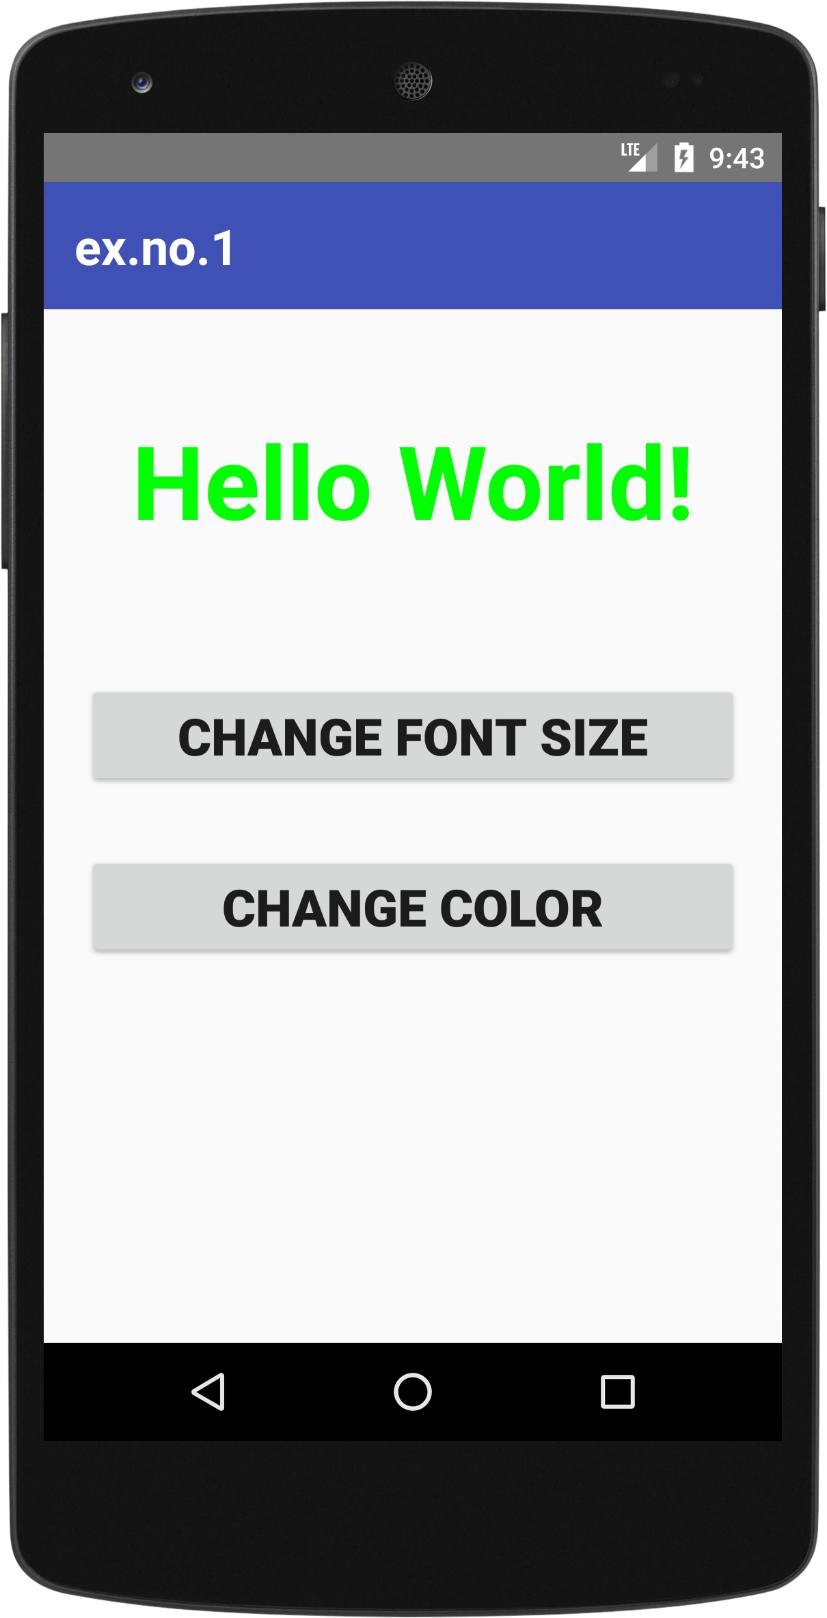 LTE 9:43
ex.no.1
Hello World!
CHANGE FONT SIZE
CHANGE COLOR